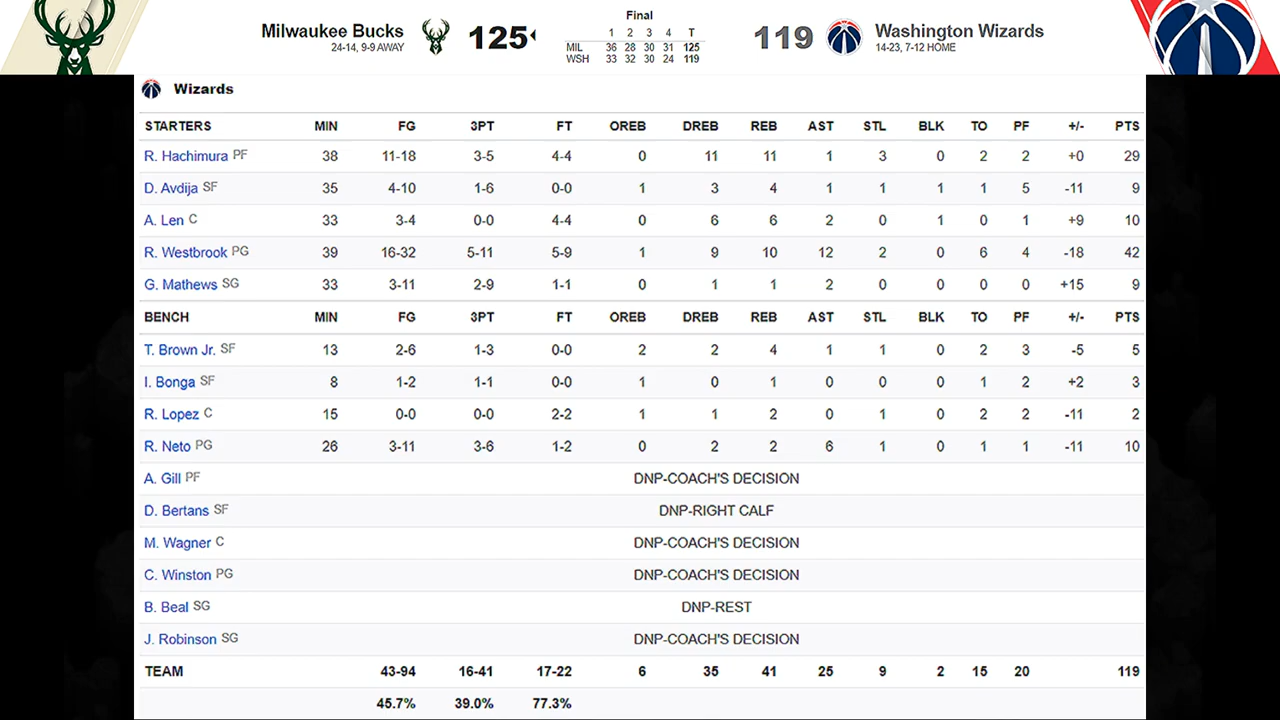 Final
Milwaukee Bucks 125 119 Washington Wizards
24-14, 9-9 AWAY 14-23, 7-12 HOME
1 2 3 4 T
MIL 36 28 30 31 125
WSH 33 32 30 24 119
Wizards
STARTERS MIN FG 3PT FT OREB DREB REB AST STL BLK TO PF +/- PTS
R. Hachimura PF 38 11-18 3-5 4-4 0 11 11 1 3 0 2 2 +0 29
D. Avdija SF 35 4-10 1-6 0-0 1 3 4 1 1 1 1 5 -11 9
A. Len C 33 3-4 0-0 4-4 0 6 6 2 0 1 0 1 +9 10
R. Westbrook PG 39 16-32 5-11 5-9 1 9 10 12 2 0 6 4 -18 42
G. Mathews SG 33 3-11 2-9 1-1 0 1 1 2 0 0 0 0 +15 9
BENCH MIN FG 3PT FT OREB DREB REB AST STL BLK TO PF +/- PTS
T. Brown Jr. SF 13 2-6 1-3 0-0 2 2 4 1 1 0 2 3 -5 5
I. Bonga SF 8 1-2 1-1 0-0 1 0 1 0 0 0 1 2 +2 3
R. Lopez C 15 0-0 0-0 2-2 1 1 2 0 1 0 2 2 -11 2
R. Neto PG 26 3-11 3-6 1-2 0 2 2 6 1 0 1 1 -11 10
A. Gill PF DNP-COACH'S DECISION
D. Bertans SF DNP-RIGHT CALF
M. Wagner C DNP-COACH'S DECISION
C. Winston PG DNP-COACH'S DECISION
B. Beal SG DNP-REST
J. Robinson SG DNP-COACH'S DECISION
TEAM 43-94 16-41 17-22 6 35 41 25 9 2 15 20 119
45.7% 39.0% 77.3%